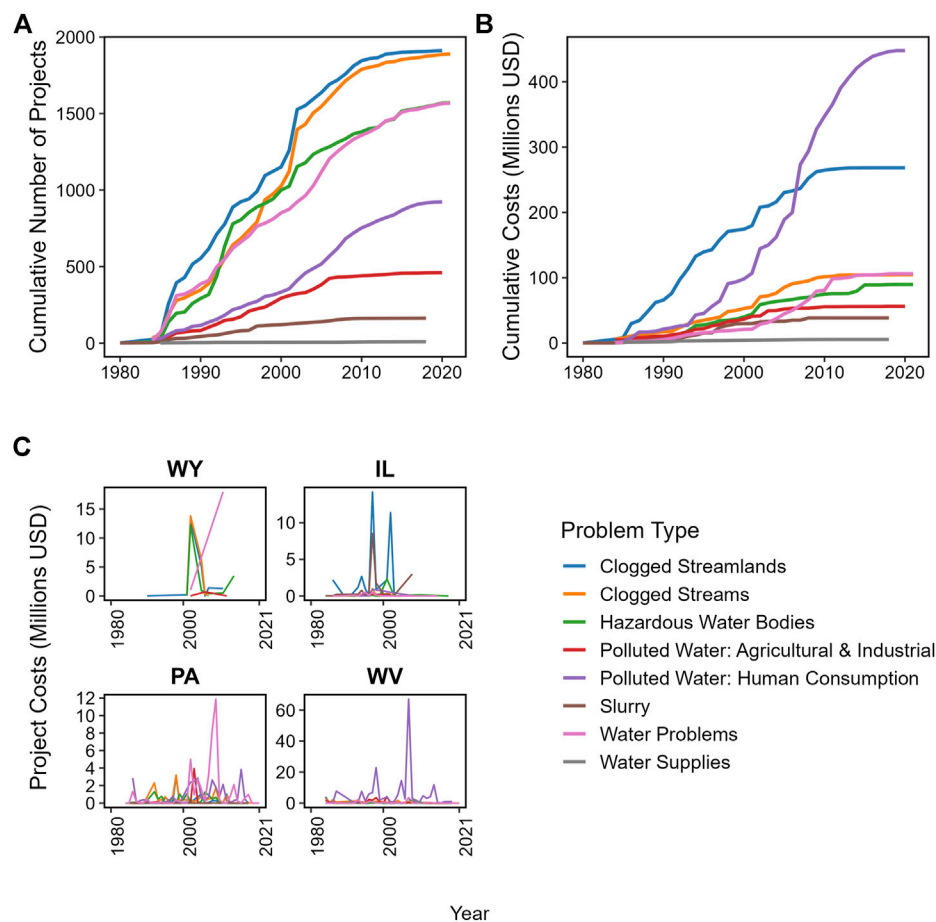 A
Cumulative Number of Projects
2000
1500
1000
500
0
1980
1990
2000
2010
2020
B
Cumulative Costs (Millions USD)
400
300
200
100
0
1980
1990
2000
2010
2020
C
Project Costs (Millions USD)
WY
15
10
5
0
1980
2000
2021
IL
10
5
0
1980
2000
2021
PA
12
10
8
6
4
2
0
1980
2000
2021
WV
60
40
20
0
1980
2000
2021
Problem Type
Clogged Streamlands
Clogged Streams
Hazardous Water Bodies
Polluted Water: Agricultural & Industrial
Polluted Water: Human Consumption
Slurry
Water Problems
Water Supplies
Year